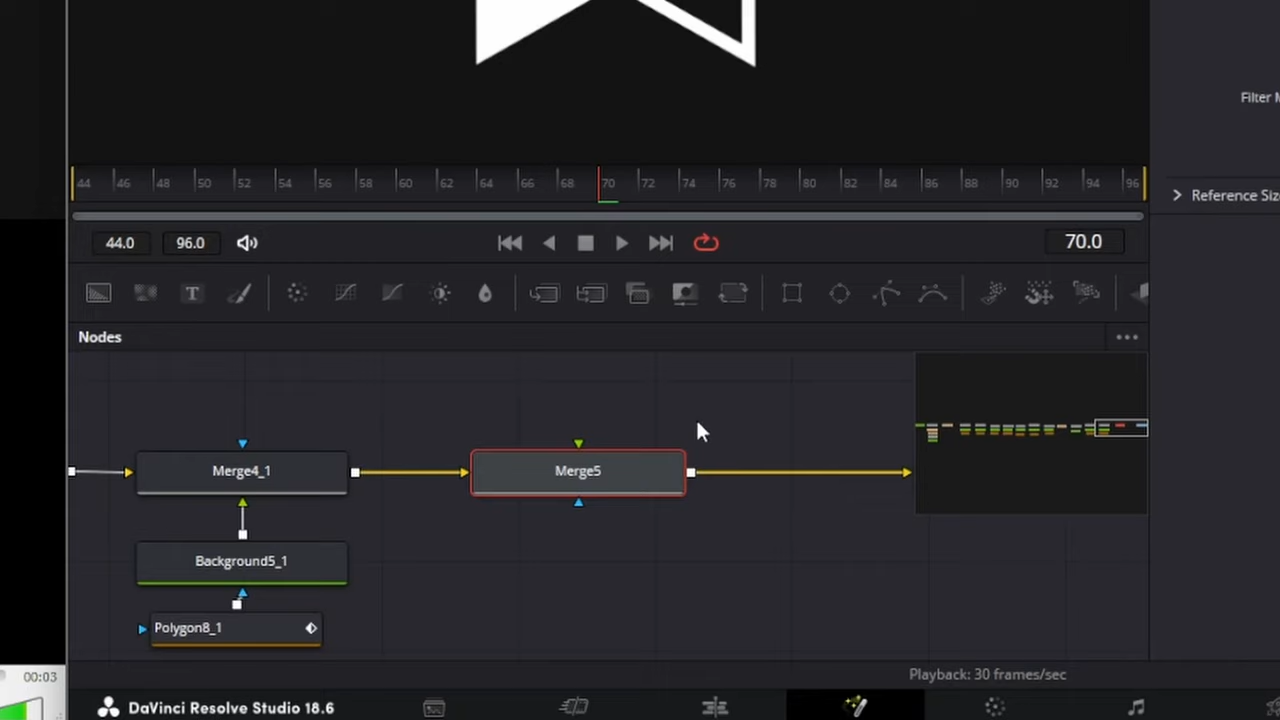 Filter
44 46 48 50 52 54 56 58 60 62 64 66 68 70 72 74 76 78 80 82 84 86 88 90 92 94 96
Reference Siz
44.0 96.0 70.0
T
Nodes
Merge4_1 Merge5
Background5_1
Polygon8_1
Playback: 30 frames/sec
00:03
DaVinci Resolve Studio 18.6